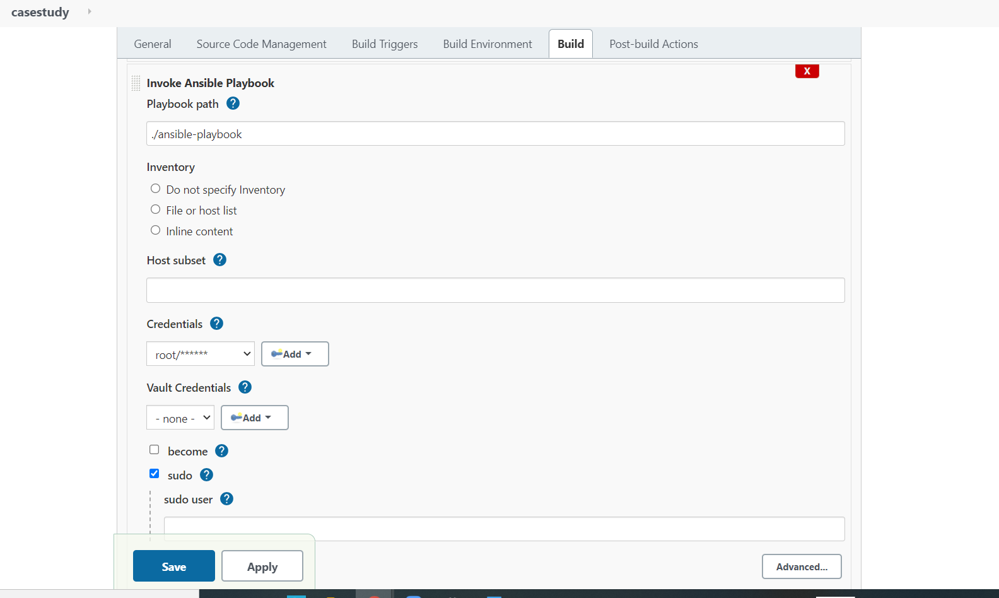 casestudy
General Source Code Management Build Triggers Build Environment Build Post-build Actions
X
Invoke Ansible Playbook
Playbook path ?
./ansible-playbook
Inventory
Do not specify Inventory
File or host list
Inline content
Host subset ?
Credentials ?
root/****** Add
Vault Credentials ?
- none - Add
become ?
sudo ?
sudo user ?
Save Apply Advanced...